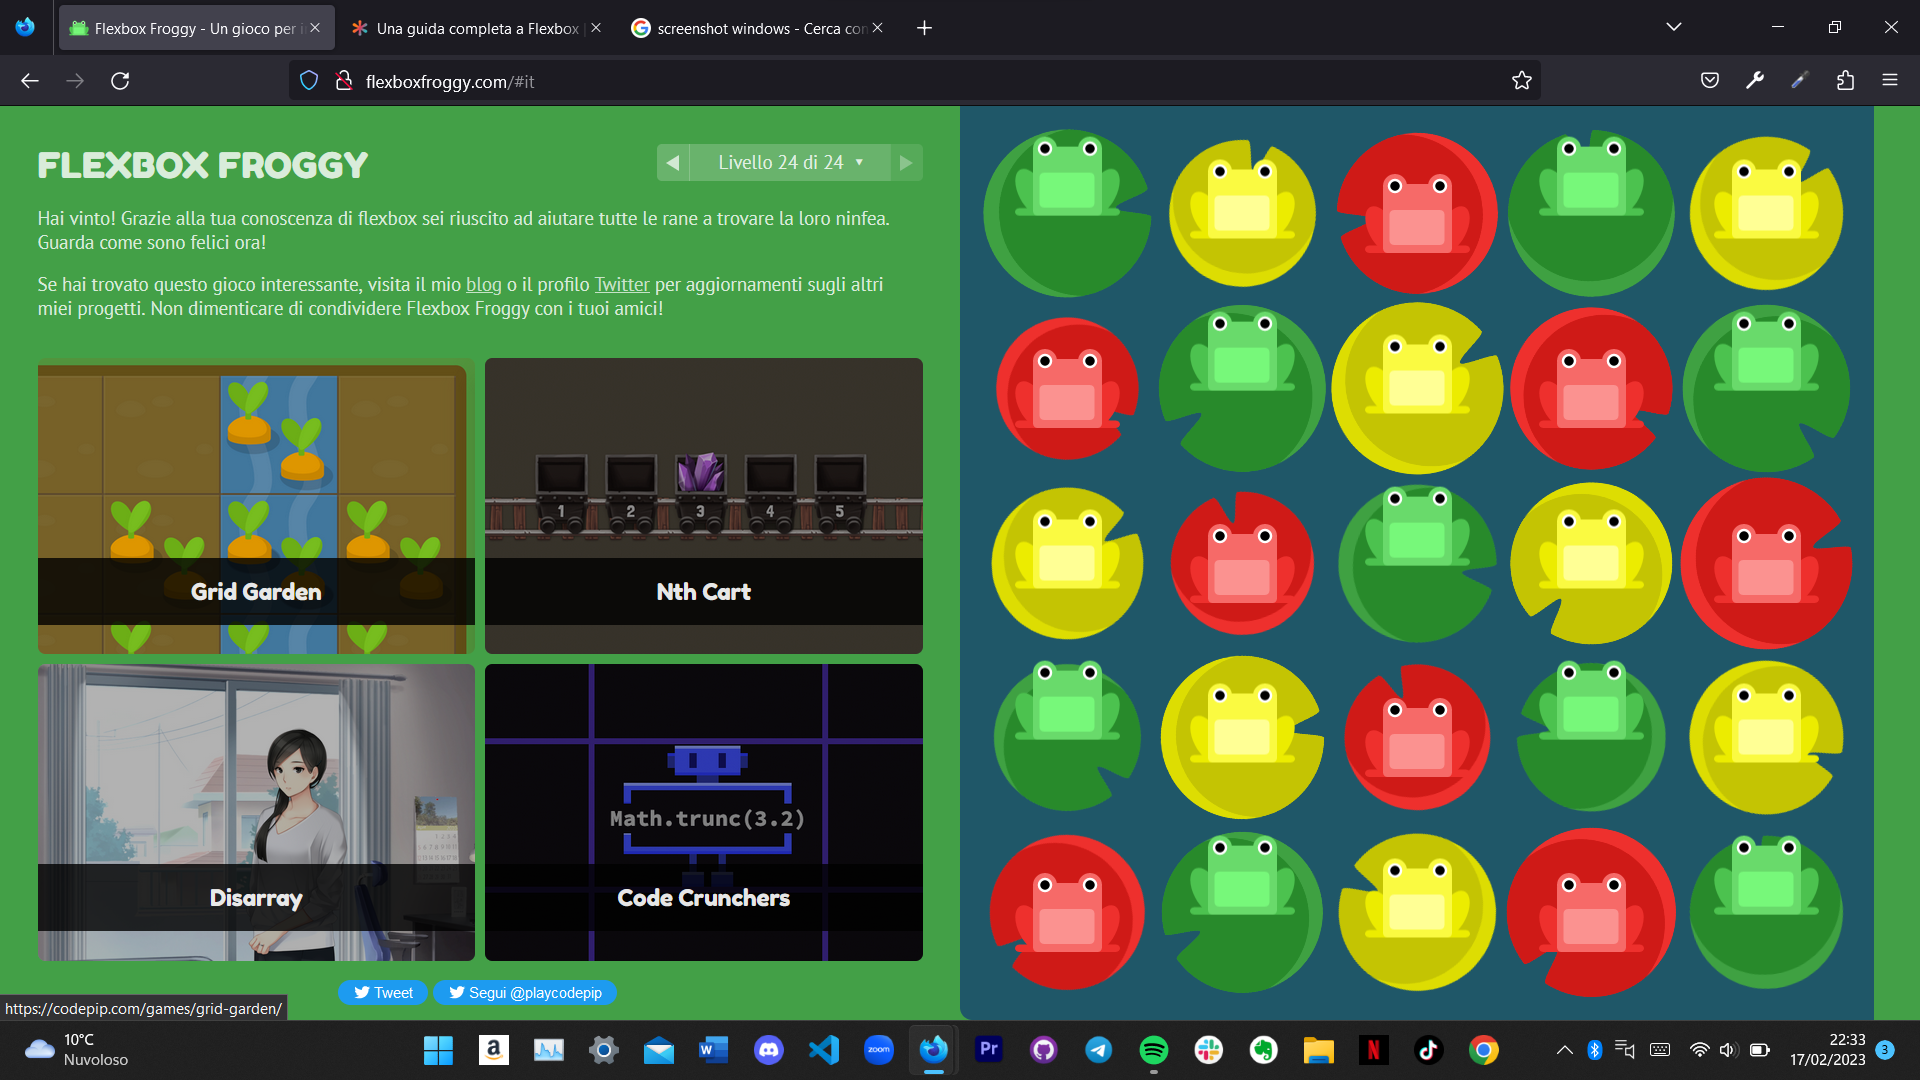 Flexbox Froggy - Un gioco per i
Una guida completa a Flexbox
screenshot windows - Cerca con
flexboxfroggy.com/#it
FLEXBOX FROGGY
Livello 24 di 24
Hai vinto! Grazie alla tua conoscenza di flexbox sei riuscito ad aiutare tutte le rane a trovare la loro ninfea.
Guarda come sono felici ora!
Se hai trovato questo gioco interessante, visita il mio blog o il profilo Twitter per aggiornamenti sugli altri
miei progetti. Non dimenticare di condividere Flexbox Froggy con i tuoi amici!
1 2 3 4 5
Grid Garden
Nth Cart
Math.trunc(3.2)
Disarray
Code Crunchers
Tweet
Segui @playcodepip
https://codepip.com/games/grid-garden/
10°C
Nuvoloso
a
W
zoom
Pr
N
22:33
17/02/2023
3